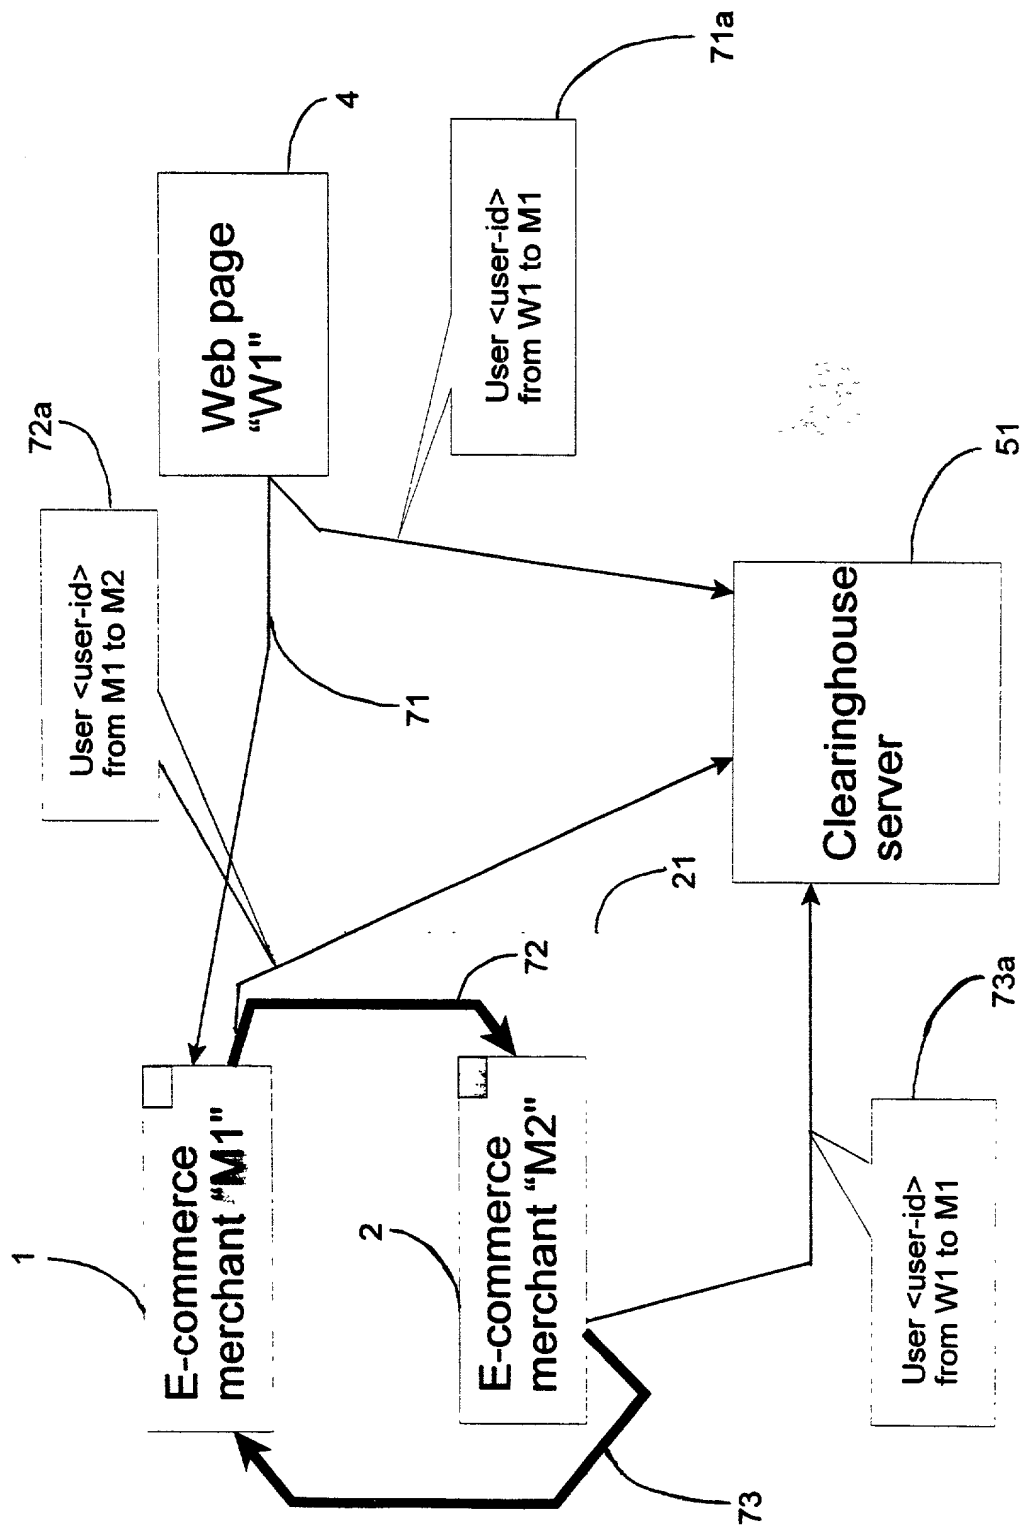 1
E-commerce
merchant “M1"
72a
User <user-id>
from M1 to M2
4
Web page
“W1"
71
71a
User <user-id>
from W1 to M1
72
2
E-commerce
merchant “M2"
21
51
Clearinghouse
server
73
73a
User <user-id>
from W1 to M1